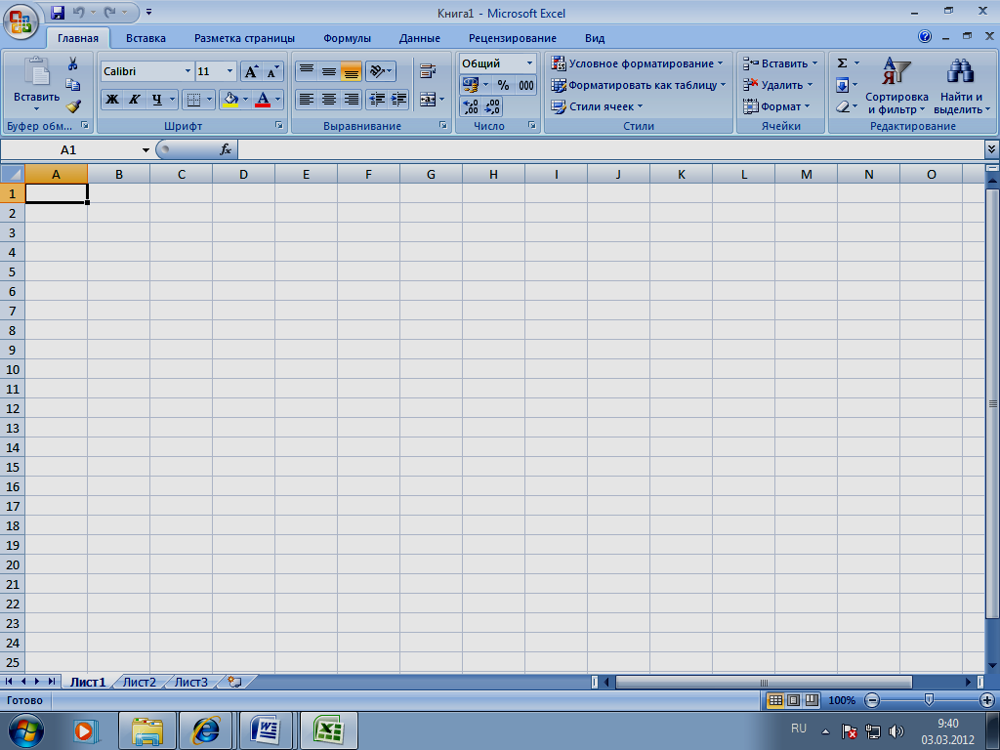 Книга1 - Microsoft Excel
Главная Вставка Разметка страницы Формулы Данные Рецензирование Вид
Вставить
Буфер обм...
Calibri 11
Ж К Ч
Шрифт
Выравнивание
Общий
% 000
Число
Условное форматирование
Форматировать как таблицу
Стили ячеек
Стили
Вставить
Удалить
Формат
Ячейки
Σ
Сортировка и фильтр
Найти и выделить
Редактирование
A1 fx
A B C D E F G H I J K L M N O
1
2
3
4
5
6
7
8
9
10
11
12
13
14
15
16
17
18
19
20
21
22
23
24
25
Лист1 Лист2 Лист3
Готово 100%
RU 9:40
03.03.2012